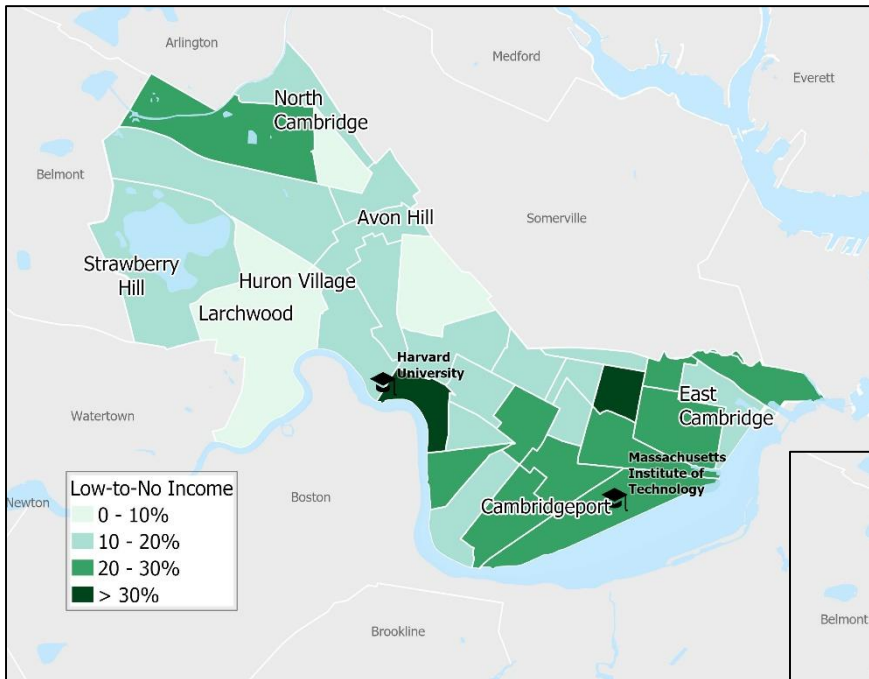 Arlington
Medford
Everett
North
Cambridge
Belmont
Somerville
Avon Hill
Strawberry
Hill
Huron Village
Larchwood
Harvard
University
East
Cambridge
Watertown
Massachusetts
Institute of
Technology
Low-to-No Income
0 - 10%
10 - 20%
20 - 30%
> 30%
Newton
Boston
Cambridgeport
Brookline
Belmont